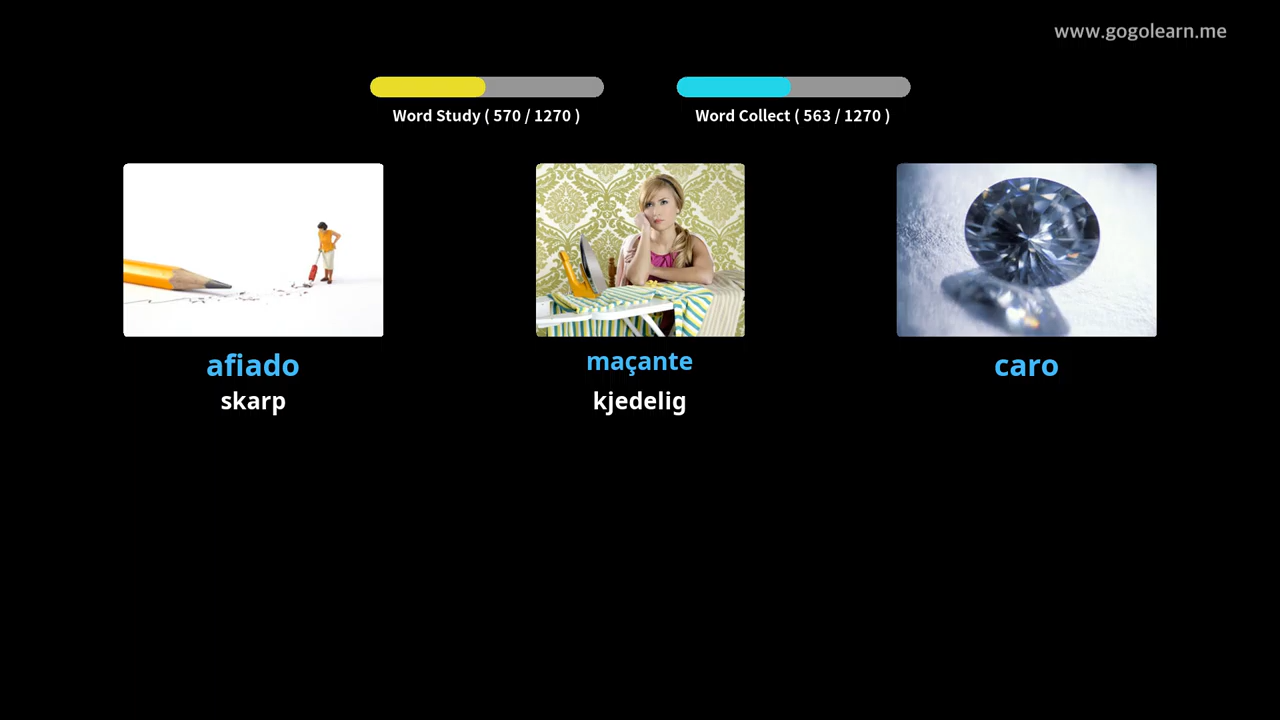 www.gogolearn.me
Word Study ( 570 / 1270 )
Word Collect ( 563 / 1270 )
afiado
maçante
caro
skarp
kjedelig